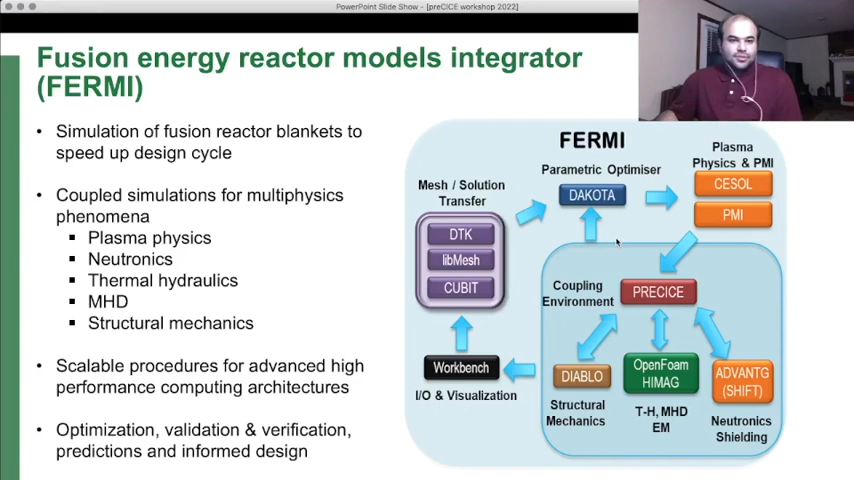 PowerPoint Slide Show - [preCICE workshop 2022]
Fusion energy reactor models integrator
(FERMI)
• Simulation of fusion reactor blankets to
speed up design cycle
• Coupled simulations for multiphysics
phenomena
▪ Plasma physics
▪ Neutronics
▪ Thermal hydraulics
▪ MHD
▪ Structural mechanics
• Scalable procedures for advanced high
performance computing architectures
• Optimization, validation & verification,
predictions and informed design
FERMI
Parametric Optimiser
DAKOTA
Plasma
Physics & PMI
CESOL
PMI
Mesh / Solution
Transfer
DTK
libMesh
CUBIT
Coupling
Environment
PRECICE
Workbench
I/O & Visualization
DIABLO
Structural
Mechanics
OpenFoam
HIMAG
T-H, MHD
EM
ADVANTG
(SHIFT)
Neutronics
Shielding